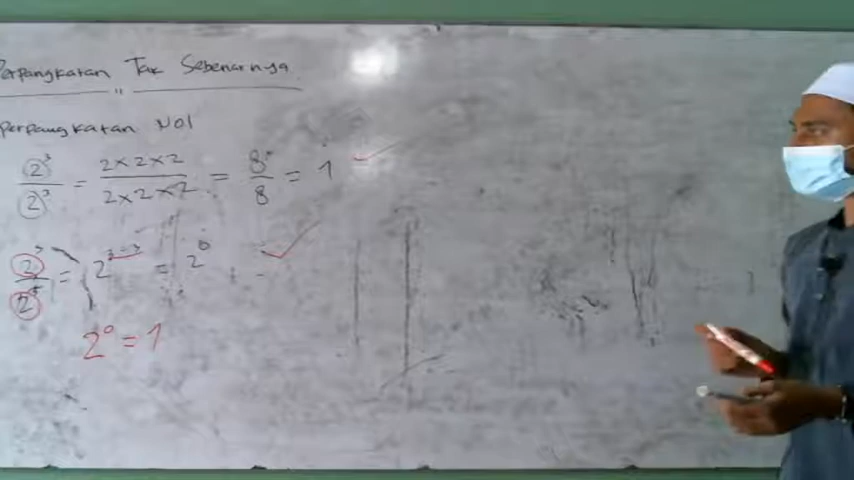 Perpangkatan Tak Sebenarnya
Perpangkatan Nol
2³/2³ = 2×2×2/2×2×2 = 8/8 = 1
2³/2³ = 2³⁻³ = 2⁰
2⁰ = 1